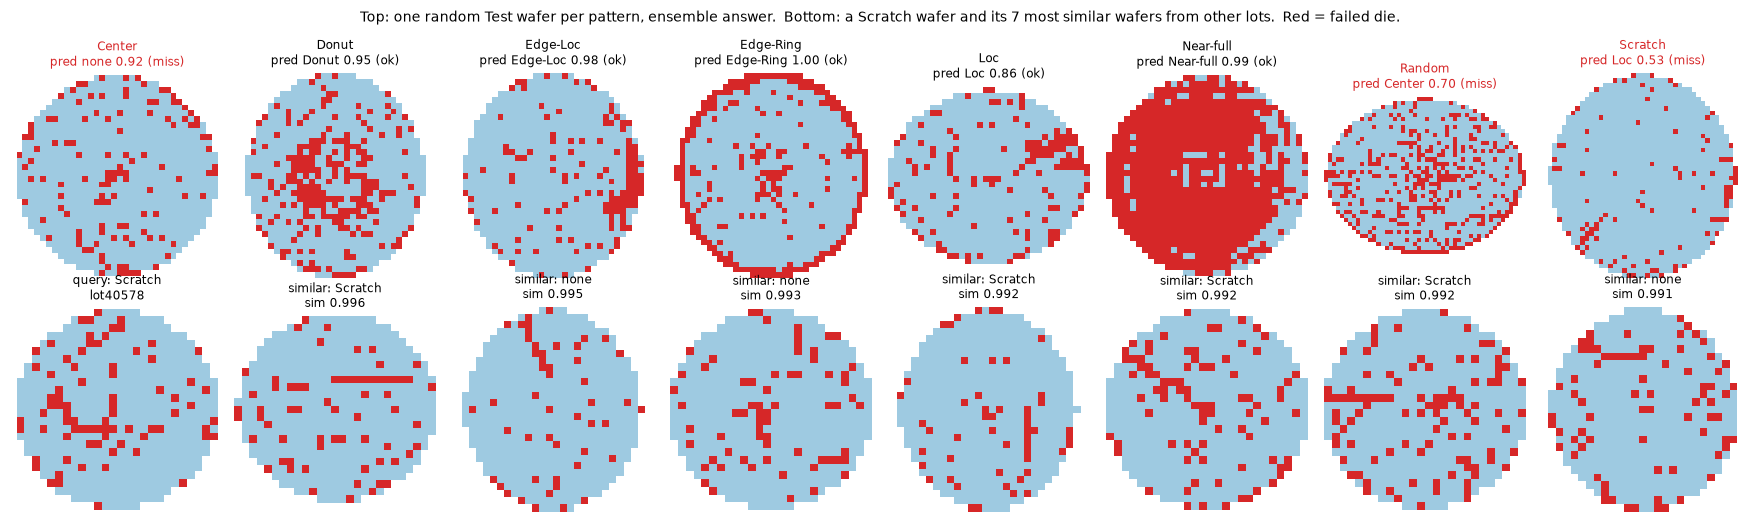 Top: one random Test wafer per pattern, ensemble answer.  Bottom: a Scratch wafer and its 7 most similar wafers from other lots.  Red = failed die.
Center
pred none 0.92 (miss)
Donut
pred Donut 0.95 (ok)
Edge-Loc
pred Edge-Loc 0.98 (ok)
Edge-Ring
pred Edge-Ring 1.00 (ok)
Loc
pred Loc 0.86 (ok)
Near-full
pred Near-full 0.99 (ok)
Random
pred Center 0.70 (miss)
Scratch
pred Loc 0.53 (miss)
query: Scratch
lot40578
similar: Scratch
sim 0.996
similar: none
sim 0.995
similar: none
sim 0.993
similar: Scratch
sim 0.992
similar: Scratch
sim 0.992
similar: Scratch
sim 0.992
similar: none
sim 0.991